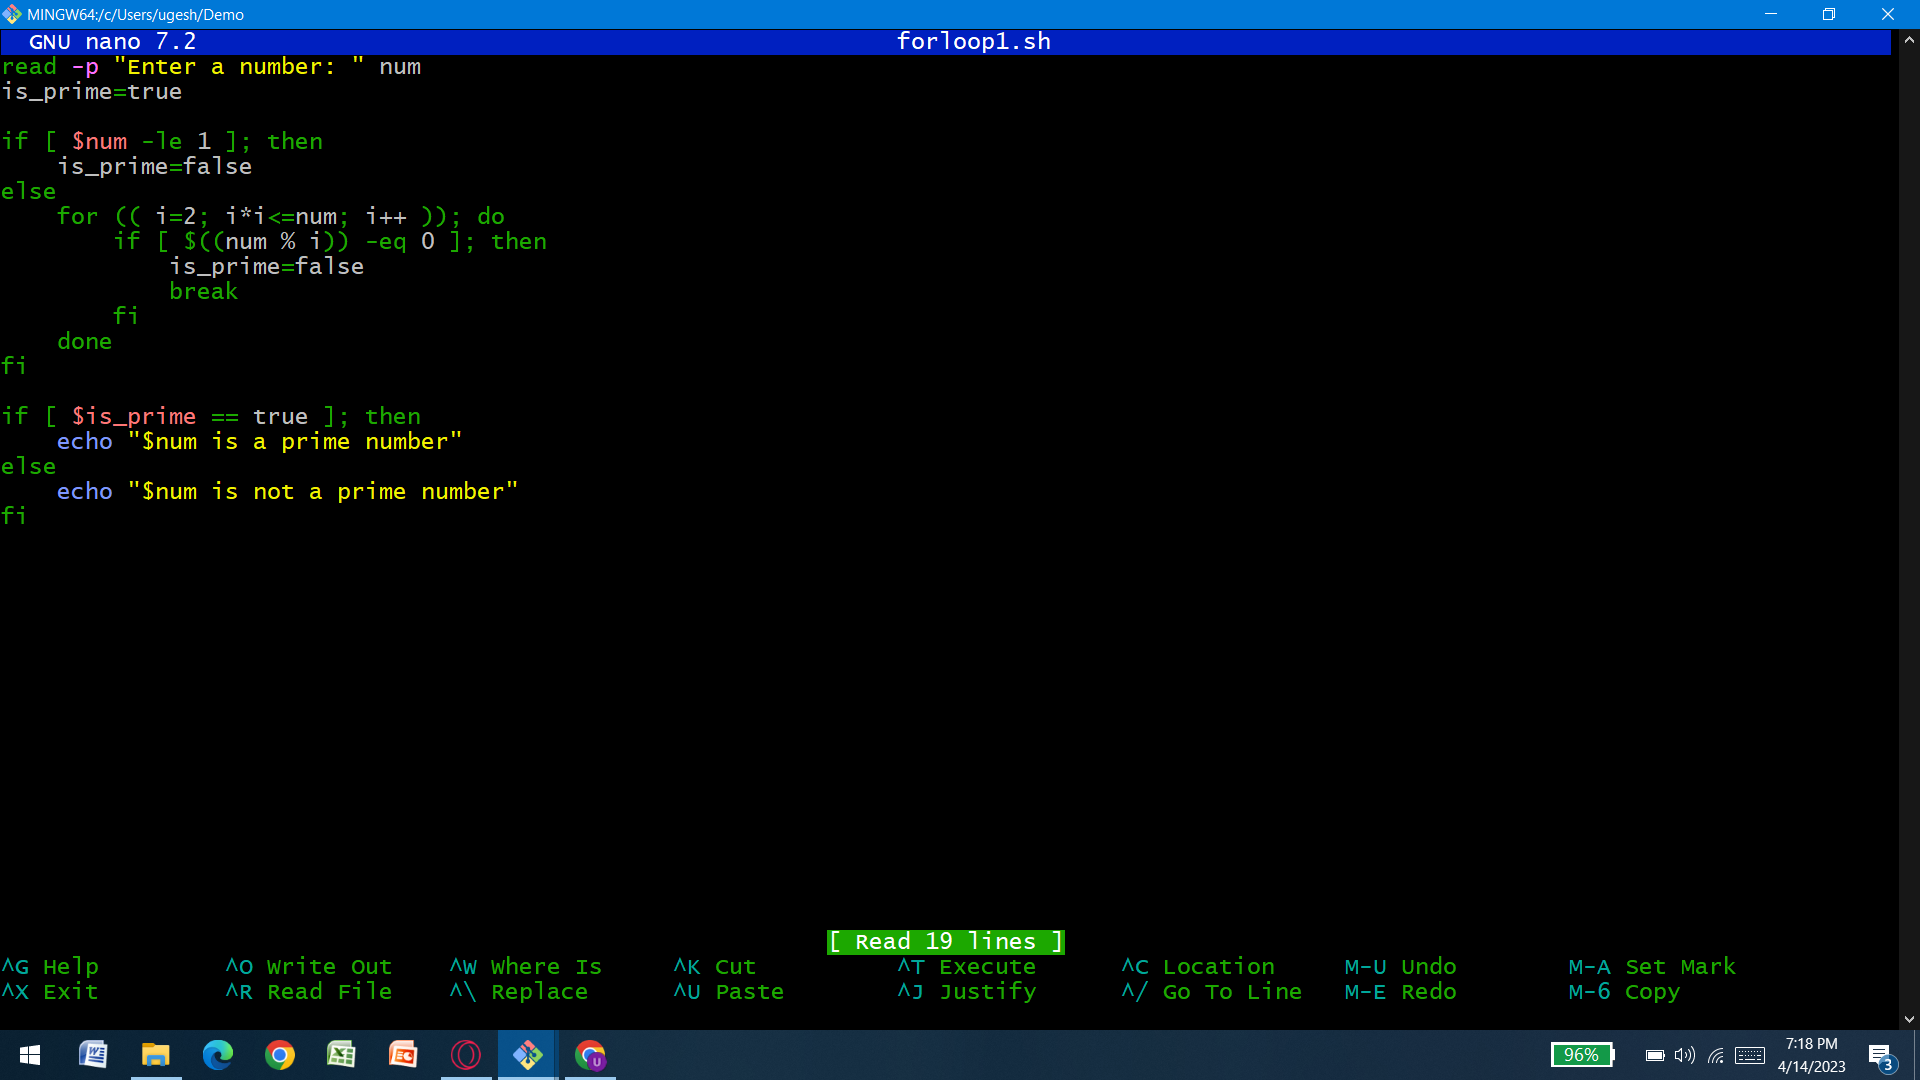 MINGW64:/c/Users/ugesh/Demo
GNU nano 7.2 forloop1.sh
read -p "Enter a number: " num
is_prime=true

if [ $num -le 1 ]; then
    is_prime=false
else
    for (( i=2; i*i<=num; i++ )); do
        if [ $((num % i)) -eq 0 ]; then
            is_prime=false
            break
        fi
    done
fi

if [ $is_prime == true ]; then
    echo "$num is a prime number"
else
    echo "$num is not a prime number"
fi
[ Read 19 lines ]
^G Help ^O Write Out ^W Where Is ^K Cut ^T Execute ^C Location M-U Undo M-A Set Mark
^X Exit ^R Read File ^\ Replace ^U Paste ^J Justify ^/ Go To Line M-E Redo M-6 Copy
96% 7:18 PM
4/14/2023 3